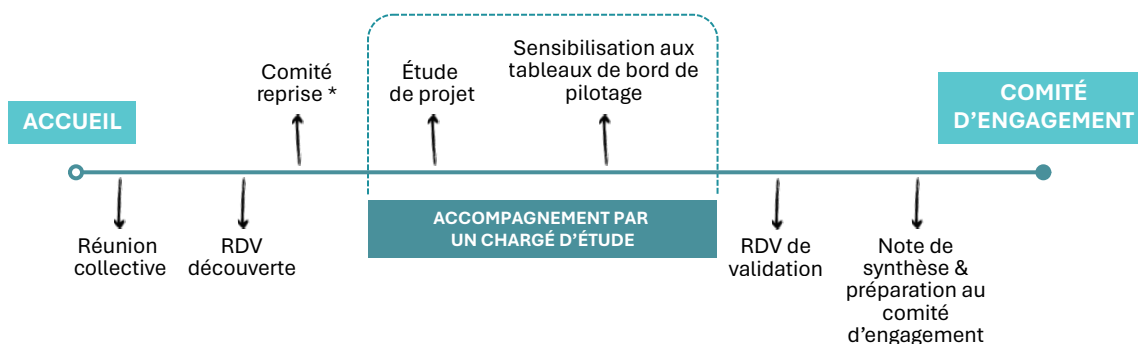 ACCUEIL
Réunion
collective
RDV
découverte
Comité
reprise *
Étude
de projet
Sensibilisation aux
tableaux de bord de
pilotage
ACCOMPAGNEMENT PAR
UN CHARGÉ D’ÉTUDE
RDV de
validation
Note de
synthèse &
préparation au
comité
d’engagement
COMITÉ
D’ENGAGEMENT